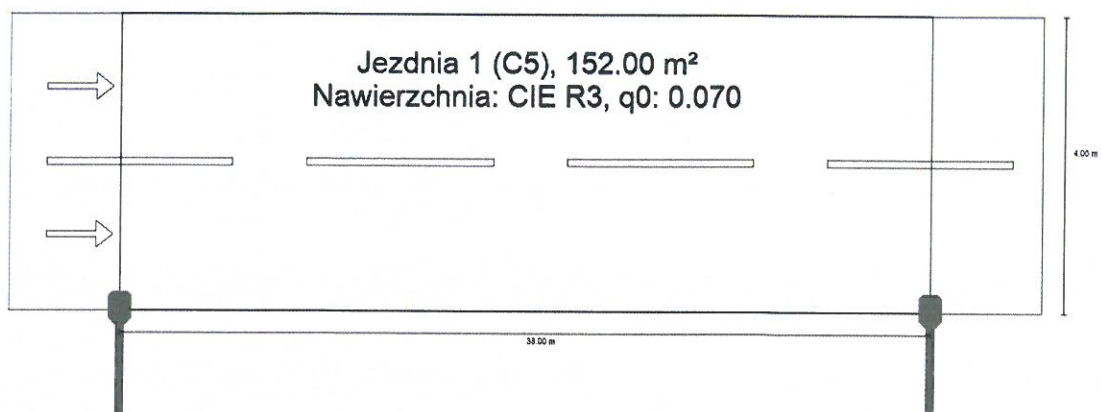 Jezdnia 1 (C5), 152.00 m²
Nawierzchnia: CIE R3, q0: 0.070
4.00 m
38.00 m